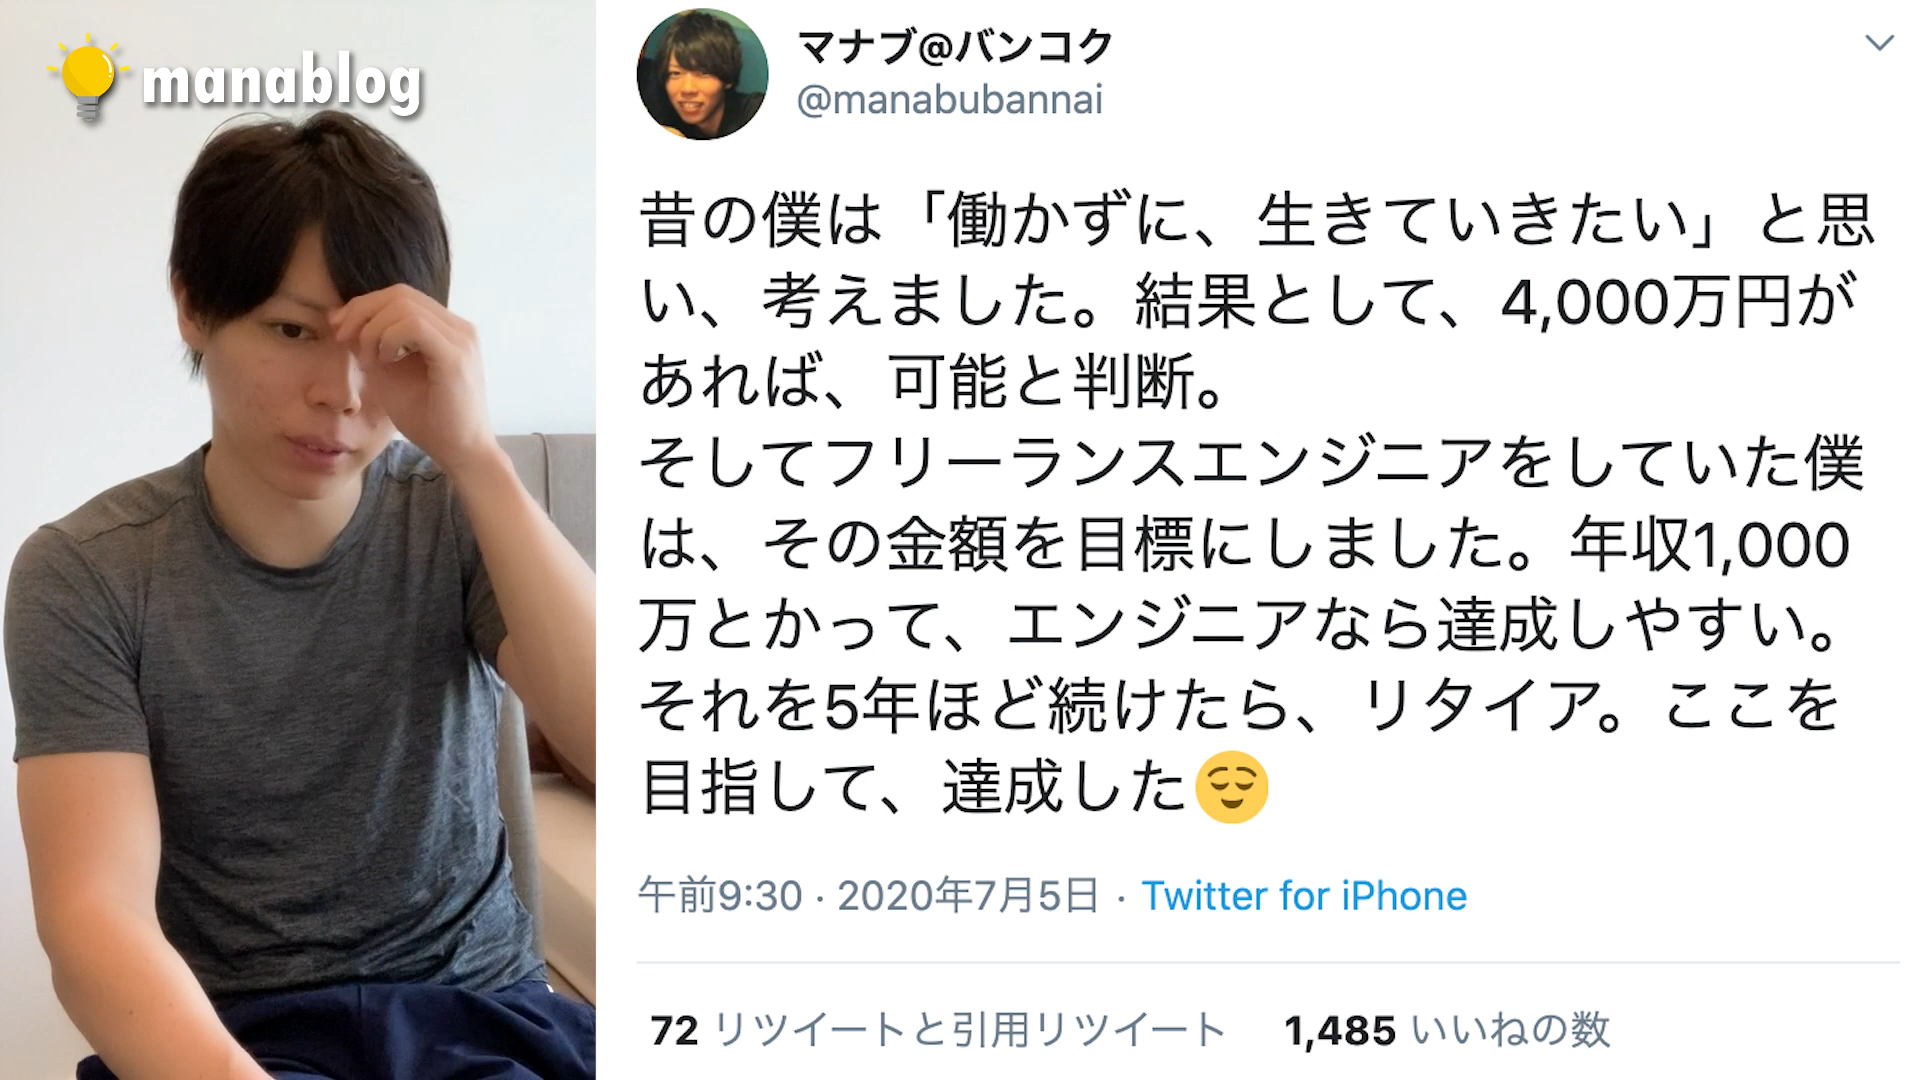 manablog
マナブ@バンコク
@manabubannai
昔の僕は「働かずに、生きていきたい」と思
い、考えました。結果として、4,000万円が
あれば、可能と判断。
そしてフリーランスエンジニアをしていた僕
は、その金額を目標にしました。年収1,000
万とかって、エンジニアなら達成しやすい。
それを5年ほど続けたら、リタイア。ここを
目指して、達成した😌
午前9:30 · 2020年7月5日 · Twitter for iPhone
72 リツイートと引用リツイート 1,485 いいねの数